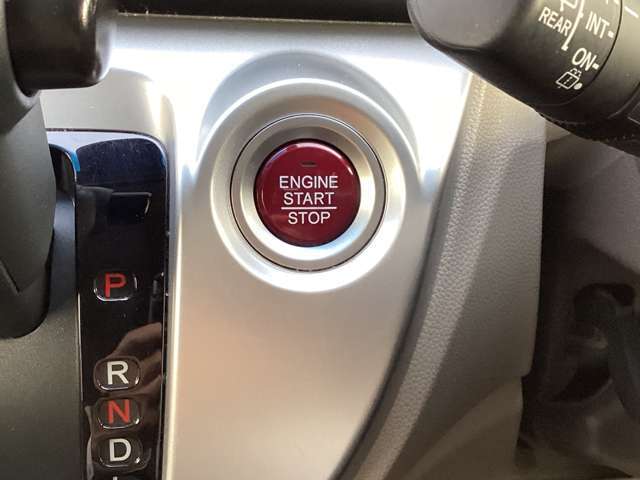 REAR
INT
ON
ENGINE
START
STOP
P
R
N
D